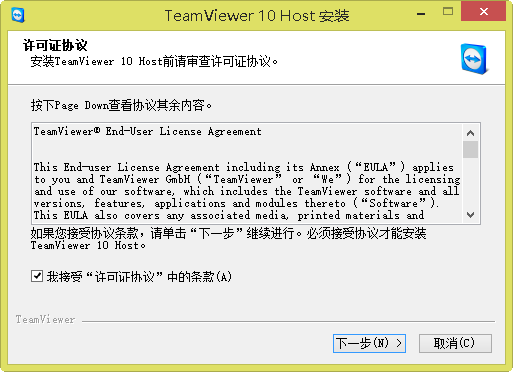 TeamViewer 10 Host 安装
许可证协议
安装TeamViewer 10 Host前请审查许可证协议。
按下Page Down查看协议其余内容。
TeamViewer® End-User License Agreement
This End-user License Agreement including its Annex (“EULA”) applies
to you and TeamViewer GmbH (“TeamViewer” or “We”) for the licensing
and use of our software, which includes the TeamViewer software and all
versions, features, applications and modules thereto (“Software”).
This EULA also covers any associated media, printed materials and
如果您接受协议条款，请单击“下一步”继续进行。必须接受协议才能安装
TeamViewer 10 Host。
我接受“许可证协议”中的条款(A)
TeamViewer
下一步(N) >
取消(C)